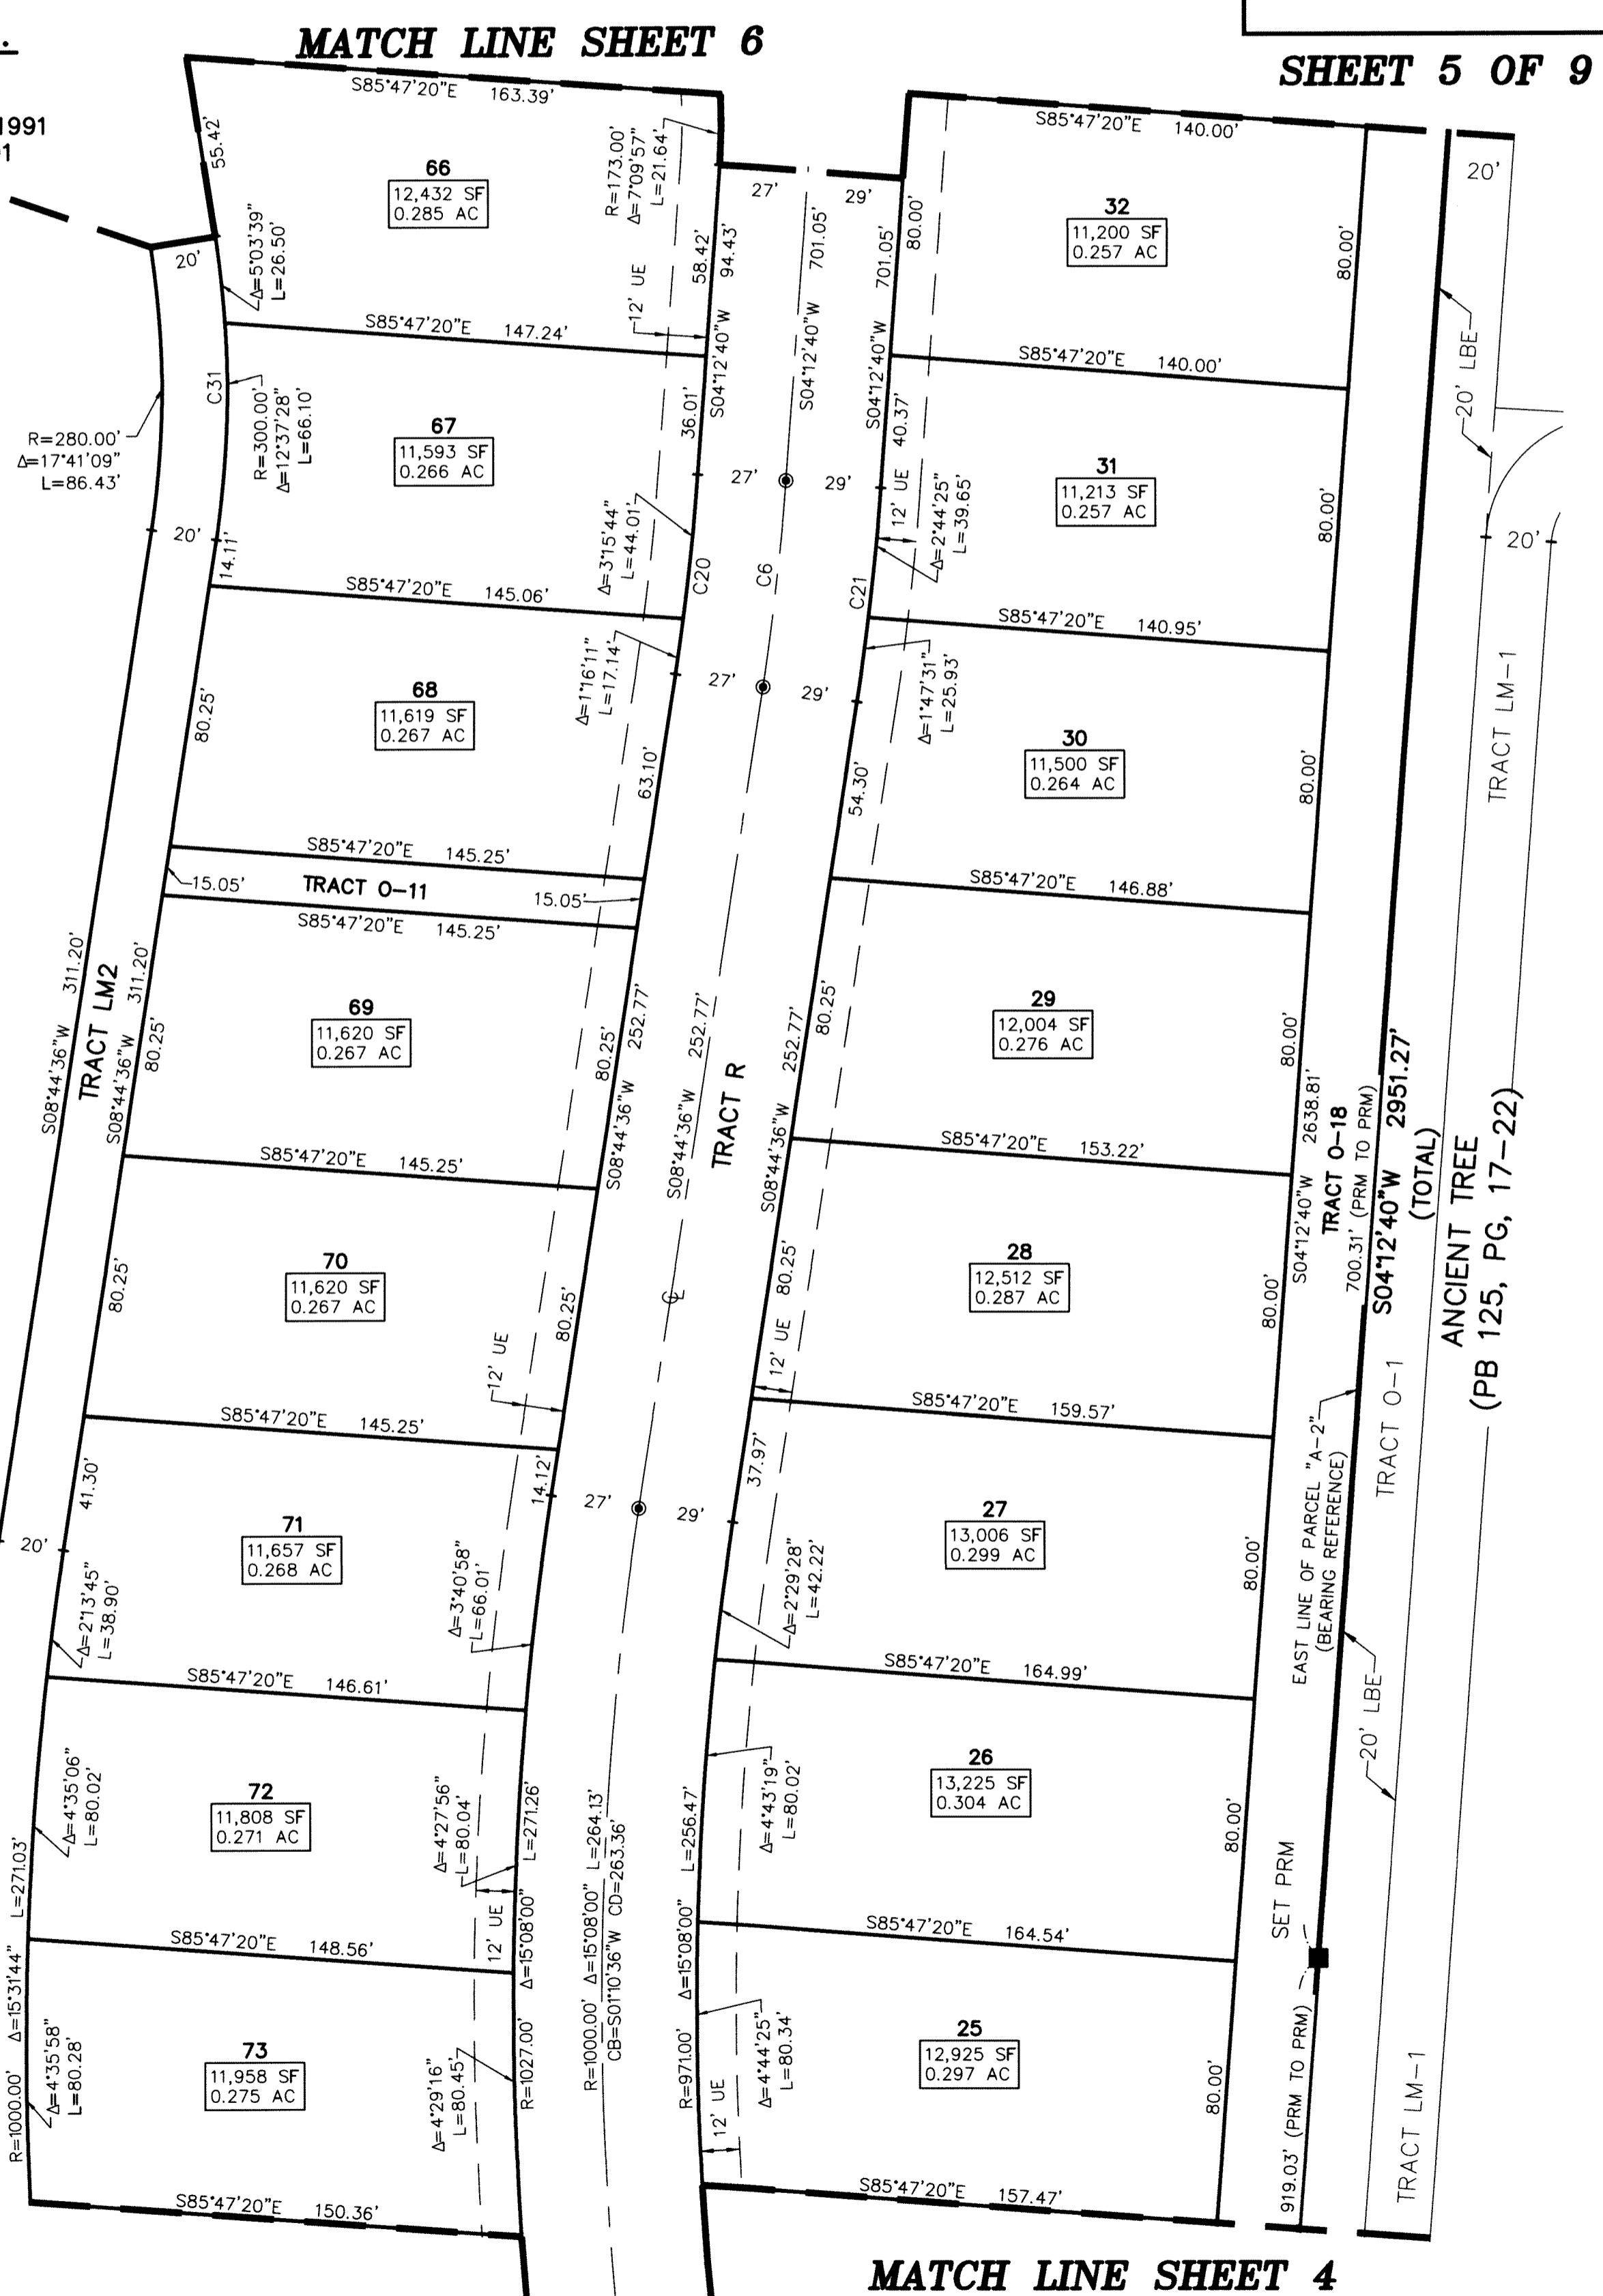 MATCH LINE SHEET 6
SHEET 5 OF 9
1991
S85°47'20"E 163.39'
55.42'
66
12,432 SF
0.285 AC
R=173.00'
Δ=7°09'57"
L=21.64'
20'
Δ=5°03'39"
L=26.50'
12' UE
58.42'
94.43'
27'
29'
701.05'
701.05'
80.00'
S85°47'20"E 140.00'
32
11,200 SF
0.257 AC
80.00'
20'
S85°47'20"E 147.24'
S04°12'40"W
S04°12'40"W
S04°12'40"W
S85°47'20"E 140.00'
20' LBE
C31
R=280.00'
Δ=17°41'09"
L=86.43'
R=300.00'
Δ=12°37'28"
L=66.10'
67
11,593 SF
0.266 AC
36.01'
27'
29'
40.37'
12' UE
31
11,213 SF
0.257 AC
80.00'
20'
20'
14.11'
Δ=3°15'44"
L=44.01'
Δ=2°44'25"
L=39.65'
C20
C6
C21
S85°47'20"E 145.06'
S85°47'20"E 140.95'
TRACT LM-1
68
11,619 SF
0.267 AC
80.25'
Δ=1°16'11"
L=17.14'
27'
29'
Δ=1°47'31"
L=25.93'
63.10'
54.30'
30
11,500 SF
0.264 AC
80.00'
S85°47'20"E 145.25'
15.05'
TRACT O-11
15.05'
S85°47'20"E 145.25'
S85°47'20"E 146.88'
S08°44'36"W 311.20'
TRACT LM2
S08°44'36"W 311.20'
80.25'
69
11,620 SF
0.267 AC
80.25'
S08°44'36"W 252.77'
S08°44'36"W 252.77'
TRACT R
S08°44'36"W 252.77'
80.25'
29
12,004 SF
0.276 AC
80.00'
S04°12'40"W 2638.81'
TRACT O-18
700.31' (PRM TO PRM)
S04°12'40"W 2951.27'
(TOTAL)
ANCIENT TREE
(PB 125, PG, 17-22)
S85°47'20"E 145.25'
S85°47'20"E 153.22'
80.25'
70
11,620 SF
0.267 AC
12' UE
80.25'
80.25'
12' UE
28
12,512 SF
0.287 AC
80.00'
S85°47'20"E 145.25'
S85°47'20"E 159.57'
EAST LINE OF PARCEL "A-2"
(BEARING REFERENCE)
TRACT O-1
41.30'
20'
71
11,657 SF
0.268 AC
14.12'
27'
29'
37.97'
27
13,006 SF
0.299 AC
80.00'
Δ=2°13'45"
L=38.90'
Δ=3°40'58"
L=66.01'
Δ=2°29'28"
L=42.22'
S85°47'20"E 146.61'
S85°47'20"E 164.99'
20' LBE
Δ=4°35'06"
L=80.02'
72
11,808 SF
0.271 AC
Δ=4°27'56"
L=80.04'
12' UE
Δ=4°43'19"
L=80.02'
26
13,225 SF
0.304 AC
80.00'
SET PRM
R=1000.00' Δ=15°31'44" L=271.03'
R=1027.00' Δ=15°08'00" L=271.26'
R=1000.00' Δ=15°08'00" L=264.13'
CB=S01°10'36"W CD=263.36'
R=971.00' Δ=15°08'00" L=256.47'
S85°47'20"E 148.56'
S85°47'20"E 164.54'
Δ=4°35'58"
L=80.28'
73
11,958 SF
0.275 AC
Δ=4°29'16"
L=80.45'
12' UE
Δ=4°44'25"
L=80.34'
25
12,925 SF
0.297 AC
80.00'
919.03' (PRM TO PRM)
TRACT LM-1
S85°47'20"E 150.36'
S85°47'20"E 157.47'
MATCH LINE SHEET 4